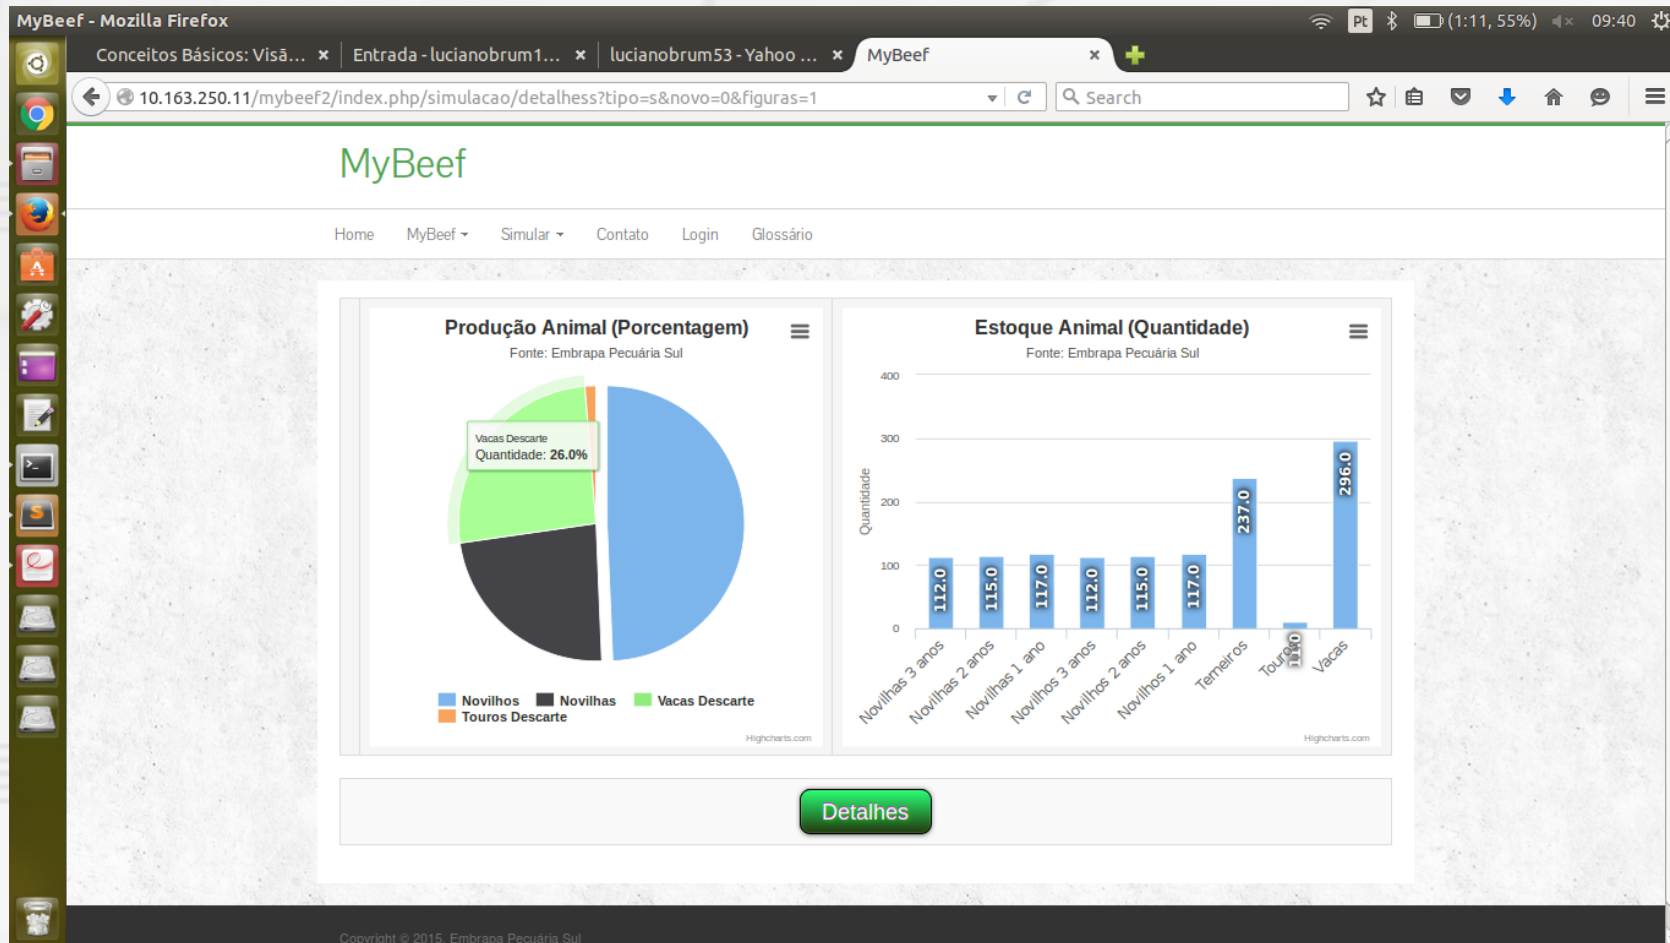 MyBeef - Mozilla Firefox
Pt
(1:11, 55%)
09:40
Conceitos Básicos: Visã...
Entrada - lucianobrum1...
lucianobrum53 - Yahoo ...
MyBeef
10.163.250.11/mybeef2/index.php/simulacao/detalhess?tipo=s&novo=0&figuras=1
Search
MyBeef
Home
MyBeef
Simular
Contato
Login
Glossário
Produção Animal (Porcentagem)
Fonte: Embrapa Pecuária Sul
Vacas Descarte
Quantidade: 26.0%
Novilhos
Novilhas
Vacas Descarte
Touros Descarte
Highcharts.com
Estoque Animal (Quantidade)
Fonte: Embrapa Pecuária Sul
Quantidade
400
300
200
100
0
112.0
115.0
117.0
112.0
115.0
117.0
237.0
11.0
296.0
Novilhas 3 anos
Novilhas 2 anos
Novilhas 1 ano
Novilhos 3 anos
Novilhos 2 anos
Novilhos 1 ano
Terneiros
Touros
Vacas
Highcharts.com
Detalhes
Copyright © 2015. Embrapa Pecuária Sul